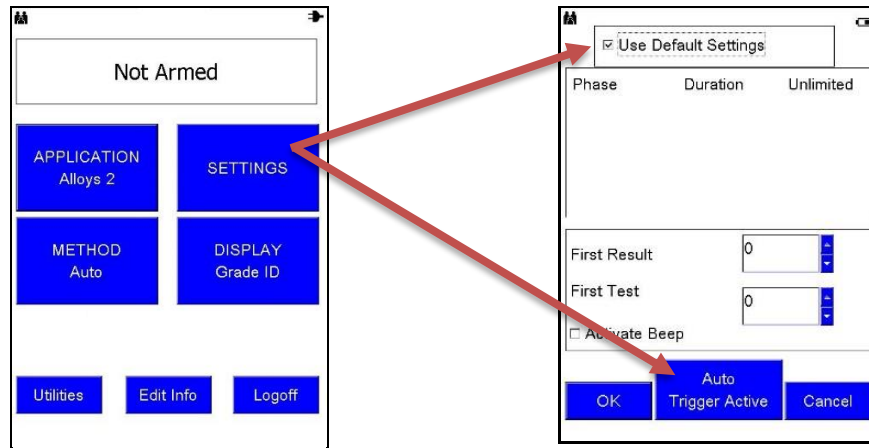 Not Armed
APPLICATION
Alloys 2
SETTINGS
METHOD
Auto
DISPLAY
Grade ID
Utilities
Edit Info
Logoff
Use Default Settings
Phase Duration Unlimited
First Result 0
First Test 0
Activate Beep
OK
Auto
Trigger Active
Cancel